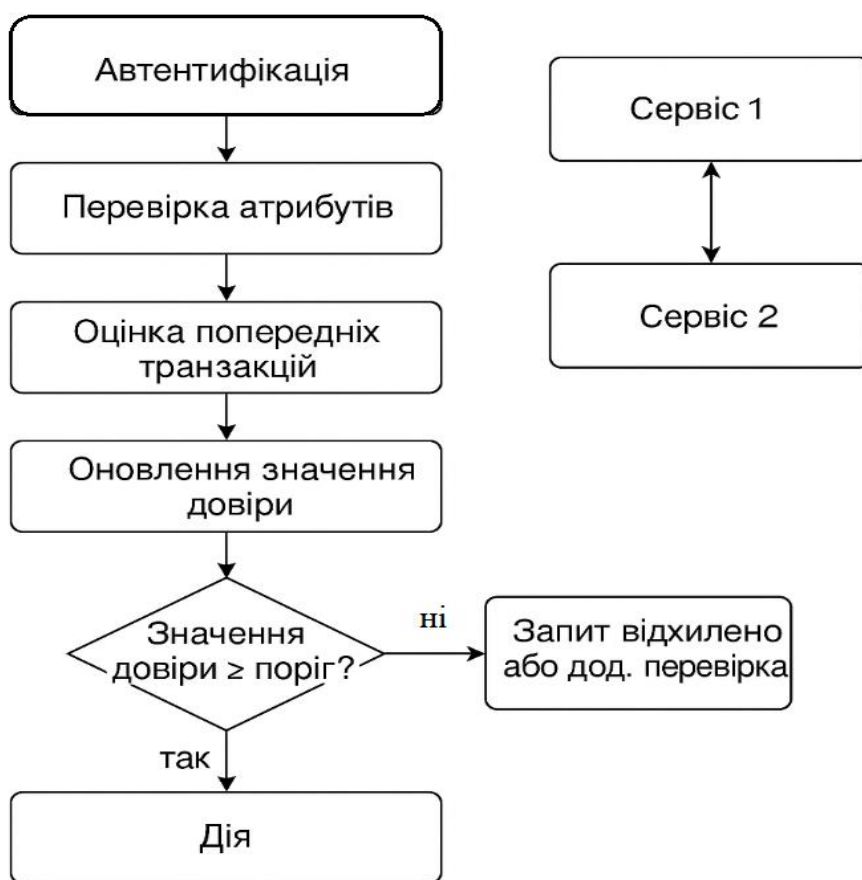 Автентифікація
Перевірка атрибутів
Оцінка попередніх
транзакцій
Оновлення значення
довіри
Значення
довіри ≥ поріг?
ні
Запит відхилено
або дод. перевірка
так
Дія
Сервіс 1
Сервіс 2